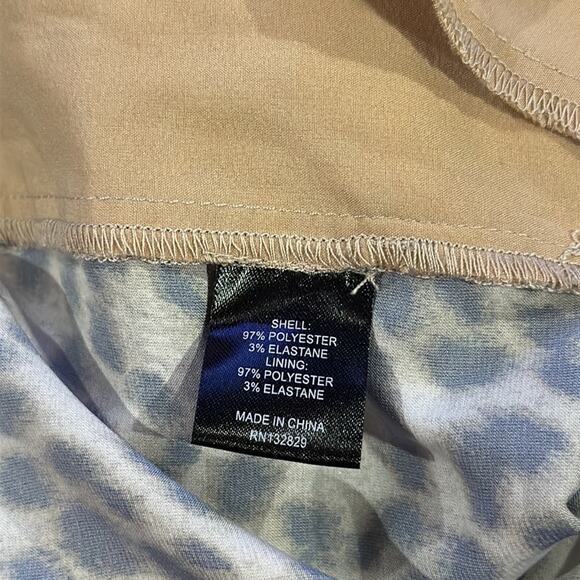 SHELL:
97% POLYESTER
3% ELASTANE
LINING:
97% POLYESTER
3% ELASTANE
MADE IN CHINA
RN132829